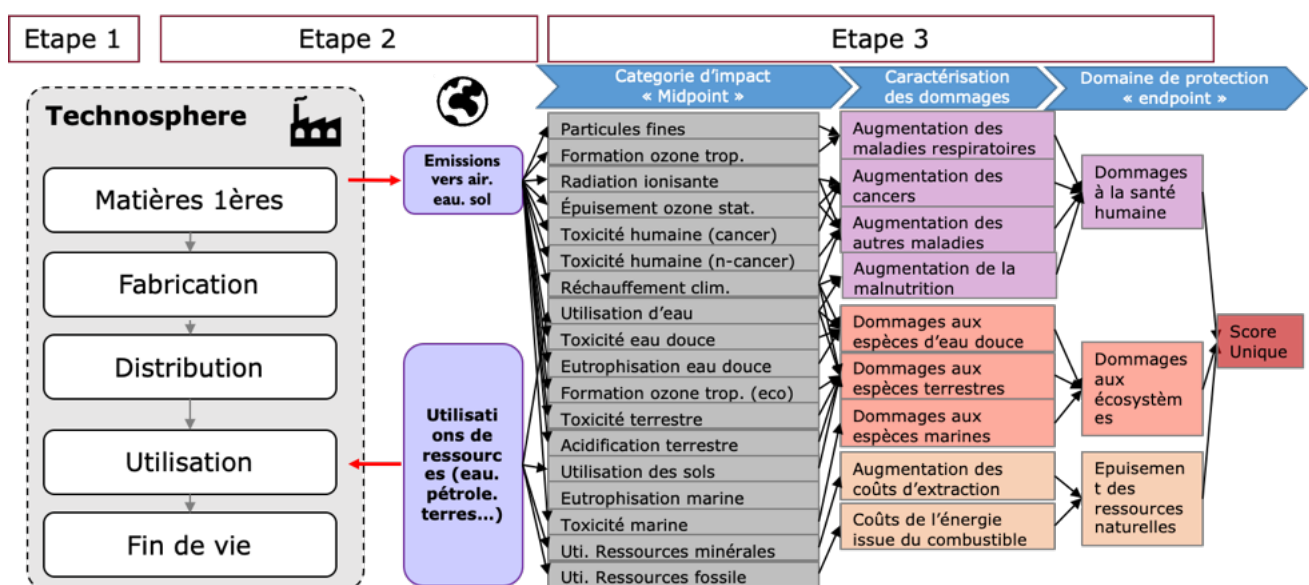 Etape 1
Etape 2
Etape 3
Technosphere
Matières 1ères
Fabrication
Distribution
Utilisation
Fin de vie
Emissions
vers air.
eau. sol
Utilisati
ons de
ressourc
es (eau.
pétrole.
terres...)
Categorie d'impact
« Midpoint »
Particules fines
Formation ozone trop.
Radiation ionisante
Épuisement ozone stat.
Toxicité humaine (cancer)
Toxicité humaine (n-cancer)
Réchauffement clim.
Utilisation d'eau
Toxicité eau douce
Eutrophisation eau douce
Formation ozone trop. (eco)
Toxicité terrestre
Acidification terrestre
Utilisation des sols
Eutrophisation marine
Toxicité marine
Uti. Ressources minérales
Uti. Ressources fossile
Caractérisation
des dommages
Augmentation des
maladies respiratoires
Augmentation des
cancers
Augmentation des
autres maladies
Augmentation de la
malnutrition
Dommages aux
espèces d'eau douce
Dommages aux
espèces terrestres
Dommages aux
espèces marines
Augmentation des
coûts d'extraction
Coûts de l'énergie
issue du combustible
Domaine de protection
« endpoint »
Dommages
à la santé
humaine
Dommages
aux
écosystèm
es
Epuisemen
t des
ressources
naturelles
Score
Unique